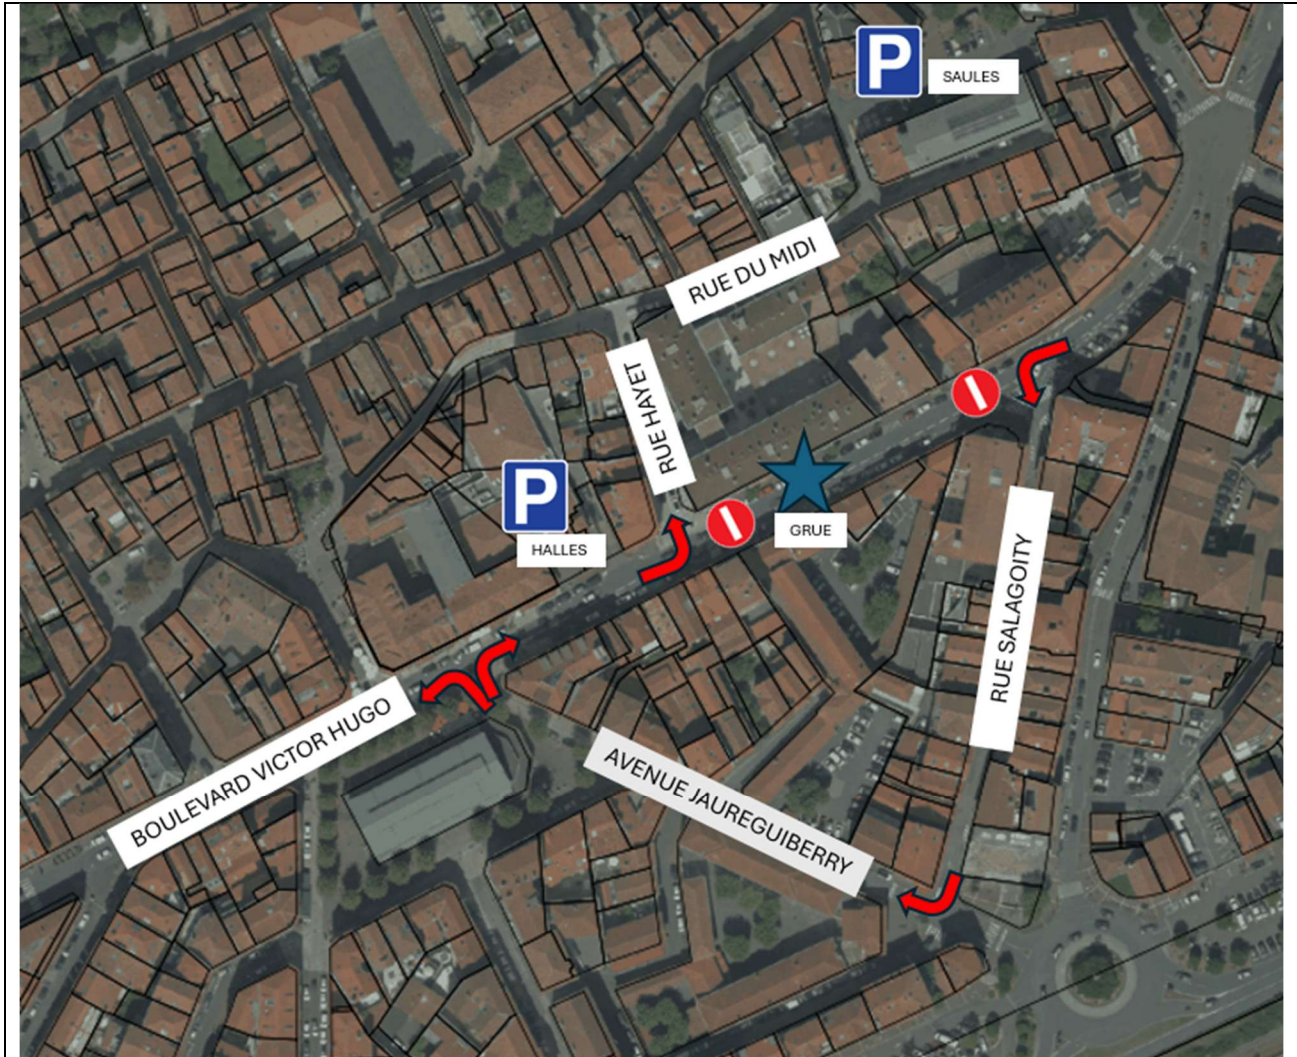 P
SAULES
RUE DU MIDI
RUE HAYET
P
HALLES
GRUE
RUE SALAGOITY
BOULEVARD VICTOR HUGO
AVENUE JAUREGUIBERRY